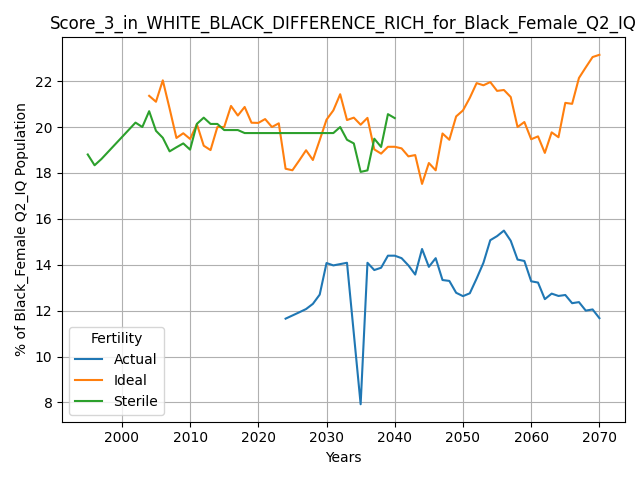 Score_3_in_WHITE_BLACK_DIFFERENCE_RICH_for_Black_Female_Q2_IQ
% of Black_Female Q2_IQ Population
22
20
18
16
14
12
10
8
Fertility
Actual
Ideal
Sterile
2000 2010 2020 2030 2040 2050 2060 2070
Years